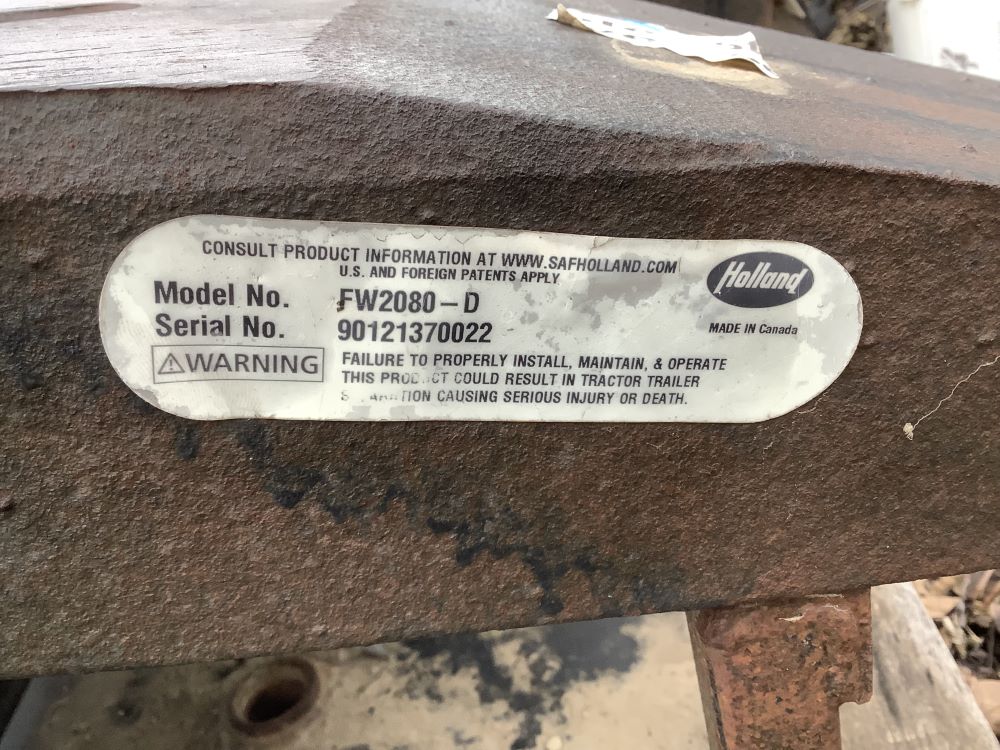 CONSULT PRODUCT INFORMATION AT WWW.SAFHOLLAND.COM
U.S. AND FOREIGN PATENTS APPLY
Holland
MADE IN Canada
Model No. FW2080-D
Serial No. 90121370022
WARNING
FAILURE TO PROPERLY INSTALL, MAINTAIN, & OPERATE
THIS COULD RESULT IN TRACTOR TRAILER
CAUSING SERIOUS INJURY OR DEATH.